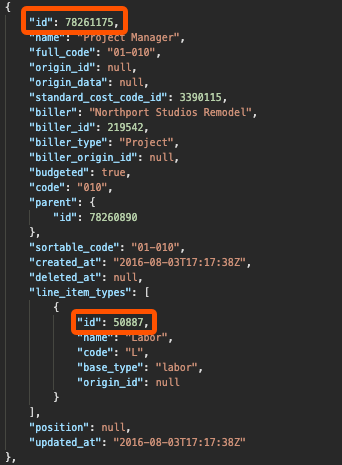 {
"id": 78261175,
"name": "Project Manager",
"full_code": "01-010",
"origin_id": null,
"origin_data": null,
"standard_cost_code_id": 3390115,
"biller": "Northport Studios Remodel",
"biller_id": 219542,
"biller_type": "Project",
"biller_origin_id": null,
"budgeted": true,
"code": "010",
"parent": {
"id": 78260890
},
"sortable_code": "01-010",
"created_at": "2016-08-03T17:17:38Z",
"deleted_at": null,
"line_item_types": [
{
"id": 50887,
"name": "Labor",
"code": "L",
"base_type": "labor",
"origin_id": null
}
],
"position": null,
"updated_at": "2016-08-03T17:17:38Z"
},